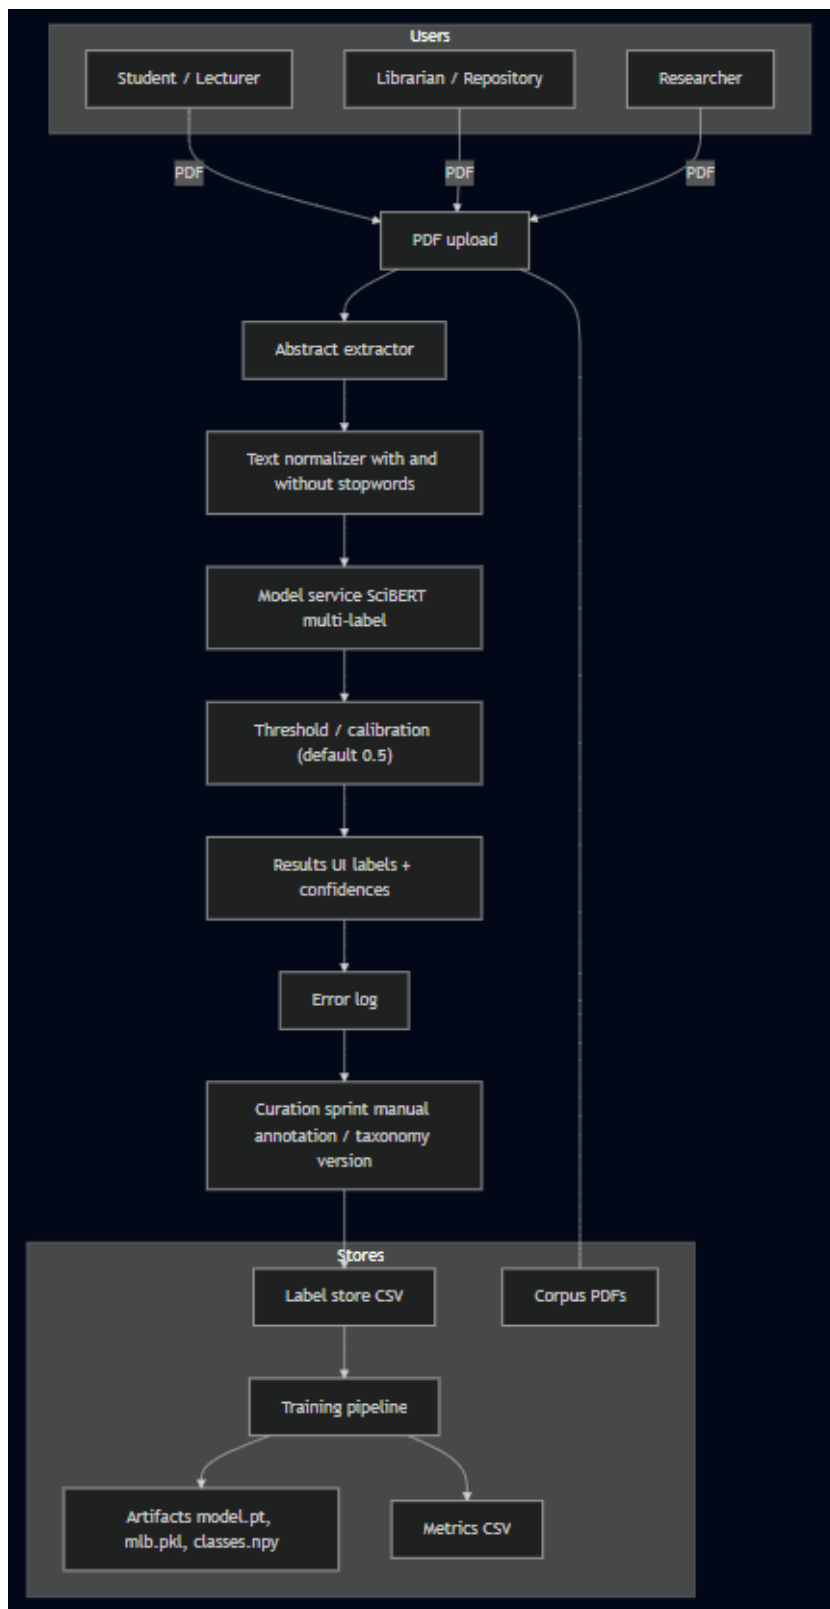 Users
Student / Lecturer
Librarian / Repository
Researcher
PDF
PDF
PDF
PDF upload
Abstract extractor
Text normalizer with and
without stopwords
Model service SciBERT
multi-label
Threshold / calibration
(default 0.5)
Results UI labels +
confidences
Error log
Curation sprint manual
annotation / taxonomy
version
Stores
Label store CSV
Corpus PDFs
Training pipeline
Artifacts model.pt,
mlb.pkl, classes.npy
Metrics CSV